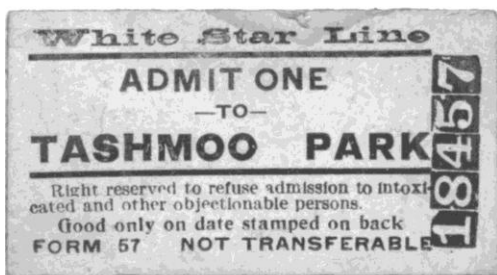 White Star Line
ADMIT ONE
—TO—
TASHMOO PARK
Right reserved to refuse admission to intoxi-
cated and other objectionable persons.
Good only on date stamped on back
FORM 57 NOT TRANSFERABLE
18457